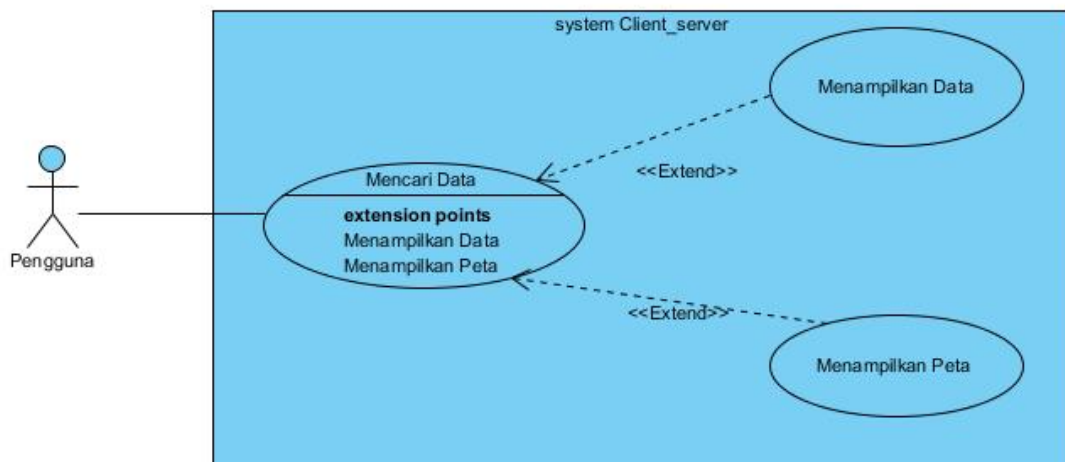 system Client_server
Menampilkan Data
<<Extend>>
Mencari Data
extension points
Menampilkan Data
Menampilkan Peta
Pengguna
<<Extend>>
Menampilkan Peta